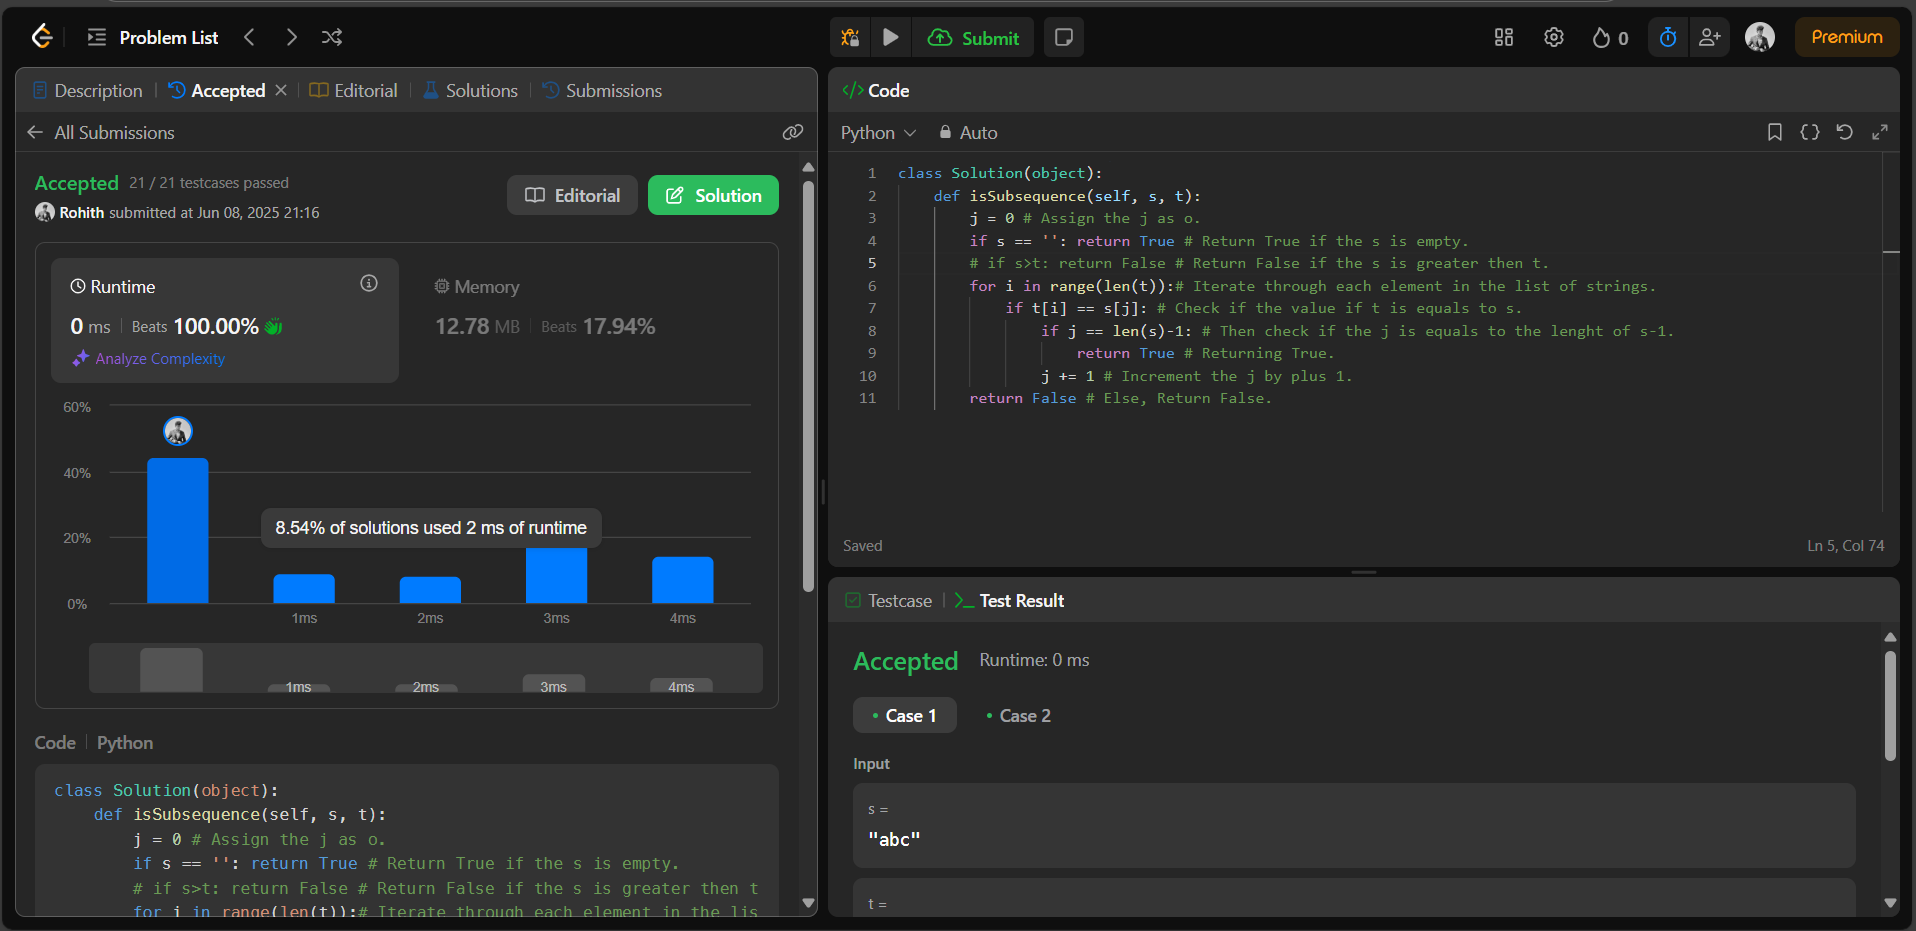 Problem List
Submit
0
Premium
Description
Accepted
Editorial
Solutions
Submissions
All Submissions
Accepted 21 / 21 testcases passed
Rohith submitted at Jun 08, 2025 21:16
Editorial
Solution
Runtime
0 ms Beats 100.00%
Analyze Complexity
Memory
12.78 MB Beats 17.94%
60%
40%
20%
0%
8.54% of solutions used 2 ms of runtime
1ms 2ms 3ms 4ms
1ms 2ms 3ms 4ms
Code Python
class Solution(object):
def isSubsequence(self, s, t):
j = 0 # Assign the j as o.
if s == '': return True # Return True if the s is empty.
# if s>t: return False # Return False if the s is greater then t
for i in range(len(t)):# Iterate through each element in the lis
</> Code
Python Auto
1 class Solution(object):
2 def isSubsequence(self, s, t):
3 j = 0 # Assign the j as o.
4 if s == '': return True # Return True if the s is empty.
5 # if s>t: return False # Return False if the s is greater then t.
6 for i in range(len(t)):# Iterate through each element in the list of strings.
7 if t[i] == s[j]: # Check if the value if t is equals to s.
8 if j == len(s)-1: # Then check if the j is equals to the lenght of s-1.
9 return True # Returning True.
10 j += 1 # Increment the j by plus 1.
11 return False # Else, Return False.
Saved
Ln 5, Col 74
Testcase
Test Result
Accepted Runtime: 0 ms
Case 1 Case 2
Input
s =
"abc"
t =